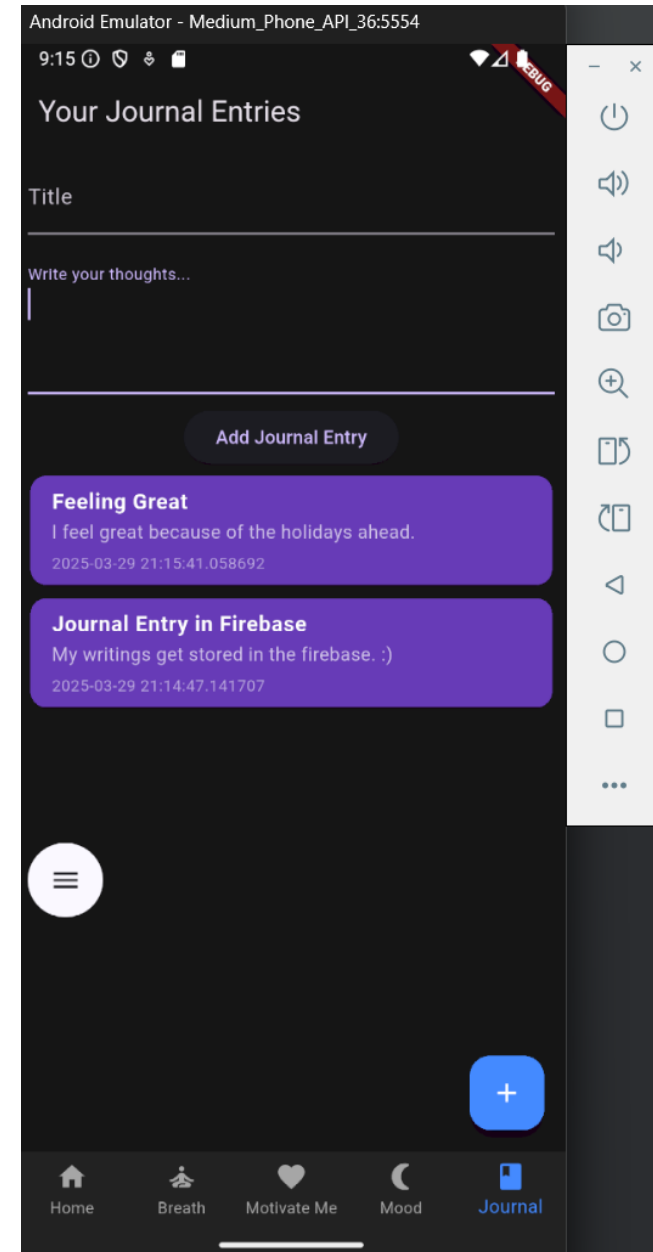 Android Emulator - Medium_Phone_API_36:5554
9:15
DEBUG
Your Journal Entries
Title
Write your thoughts...
Add Journal Entry
Feeling Great
I feel great because of the holidays ahead.
2025-03-29 21:15:41.058692
Journal Entry in Firebase
My writings get stored in the firebase. :)
2025-03-29 21:14:47.141707
Home Breath Motivate Me Mood Journal